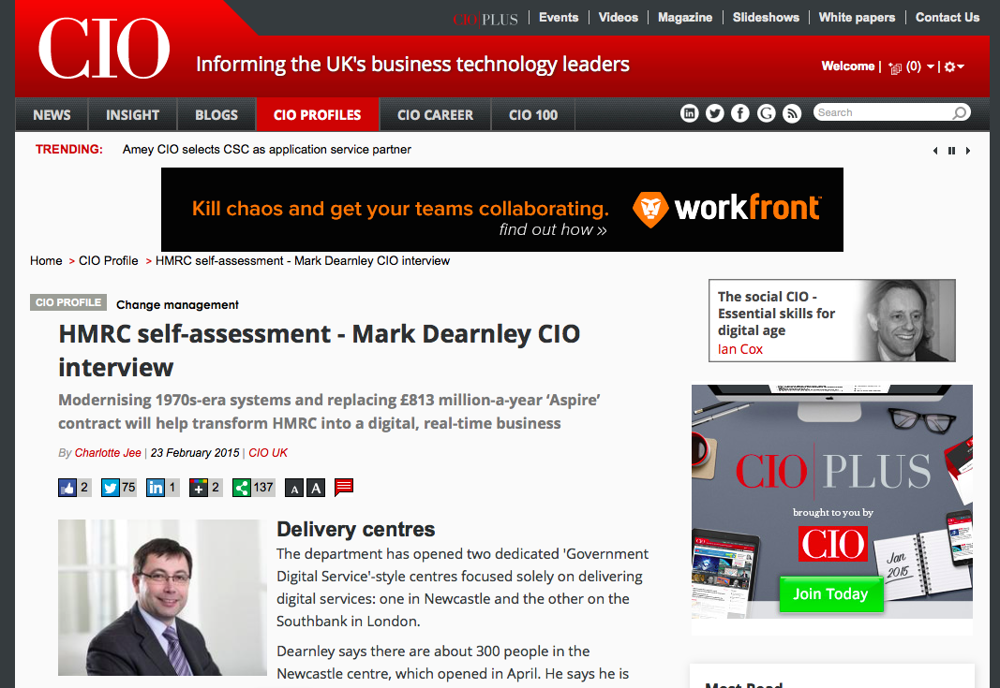 CIO PLUS
Events
Videos
Magazine
Slideshows
White papers
Contact Us
CIO
Informing the UK's business technology leaders
Welcome | (0) |
NEWS
INSIGHT
BLOGS
CIO PROFILES
CIO CAREER
CIO 100
Search
TRENDING: Amey CIO selects CSC as application service partner
Kill chaos and get your teams collaborating.
find out how »
workfront™
Home > CIO Profile > HMRC self-assessment - Mark Dearnley CIO interview
CIO PROFILE Change management
HMRC self-assessment - Mark Dearnley CIO
interview
Modernising 1970s-era systems and replacing £813 million-a-year ‘Aspire’
contract will help transform HMRC into a digital, real-time business
By Charlotte Jee | 23 February 2015 | CIO UK
2 75 in 1 2 137 A A
Delivery centres
The department has opened two dedicated 'Government
Digital Service'-style centres focused solely on delivering
digital services: one in Newcastle and the other on the
Southbank in London.
Dearnley says there are about 300 people in the
Newcastle centre, which opened in April. He says he is
The social CIO -
Essential skills for
digital age
Ian Cox
CIO PLUS
brought to you by
CIO
Jan
2015
Join Today
Most Read